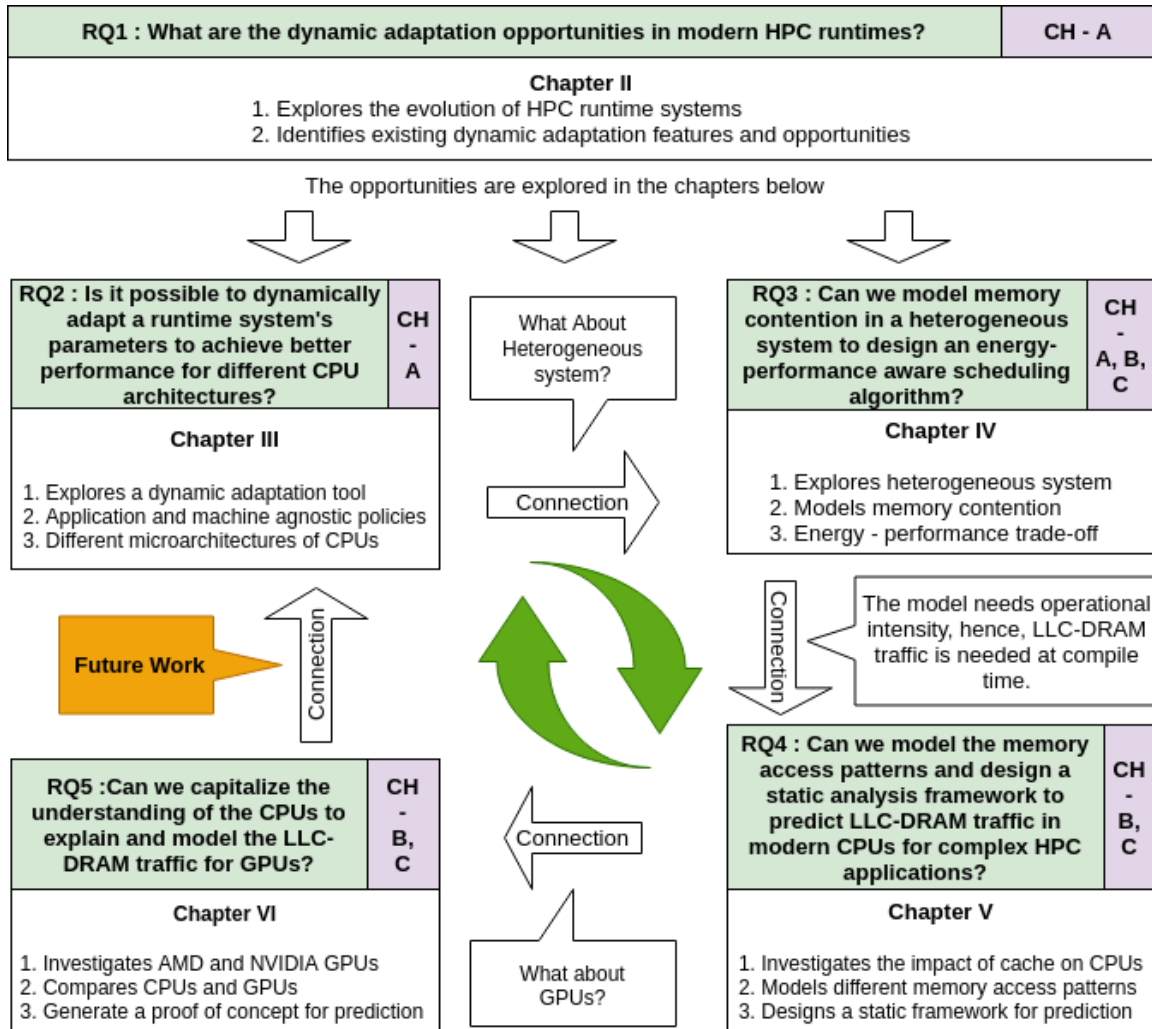 RQ1 : What are the dynamic adaptation opportunities in modern HPC runtimes?
CH - A
Chapter II
1. Explores the evolution of HPC runtime systems
2. Identifies existing dynamic adaptation features and opportunities
The opportunities are explored in the chapters below
RQ2 : Is it possible to dynamically
adapt a runtime system's
parameters to achieve better
performance for different CPU
architectures?
CH
-
A
Chapter III
1. Explores a dynamic adaptation tool
2. Application and machine agnostic policies
3. Different microarchitectures of CPUs
What About
Heterogeneous
system?
Connection
RQ3 : Can we model memory
contention in a heterogeneous
system to design an energy-
performance aware scheduling
algorithm?
CH
-
A, B,
C
Chapter IV
1. Explores heterogeneous system
2. Models memory contention
3. Energy - performance trade-off
Connection
The model needs operational
intensity, hence, LLC-DRAM
traffic is needed at compile
time.
RQ4 : Can we model the memory
access patterns and design a
static analysis framework to
predict LLC-DRAM traffic in
modern CPUs for complex HPC
applications?
CH
-
B,
C
Chapter V
1. Investigates the impact of cache on CPUs
2. Models different memory access patterns
3. Designs a static framework for prediction
Connection
What about
GPUs?
RQ5 :Can we capitalize the
understanding of the CPUs to
explain and model the LLC-
DRAM traffic for GPUs?
CH
-
B,
C
Chapter VI
1. Investigates AMD and NVIDIA GPUs
2. Compares CPUs and GPUs
3. Generate a proof of concept for prediction
Connection
Future Work